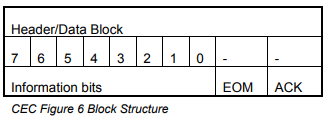 Header/Data Block
7 6 5 4 3 2 1 0 - -
Information bits EOM ACK
CEC Figure 6 Block Structure